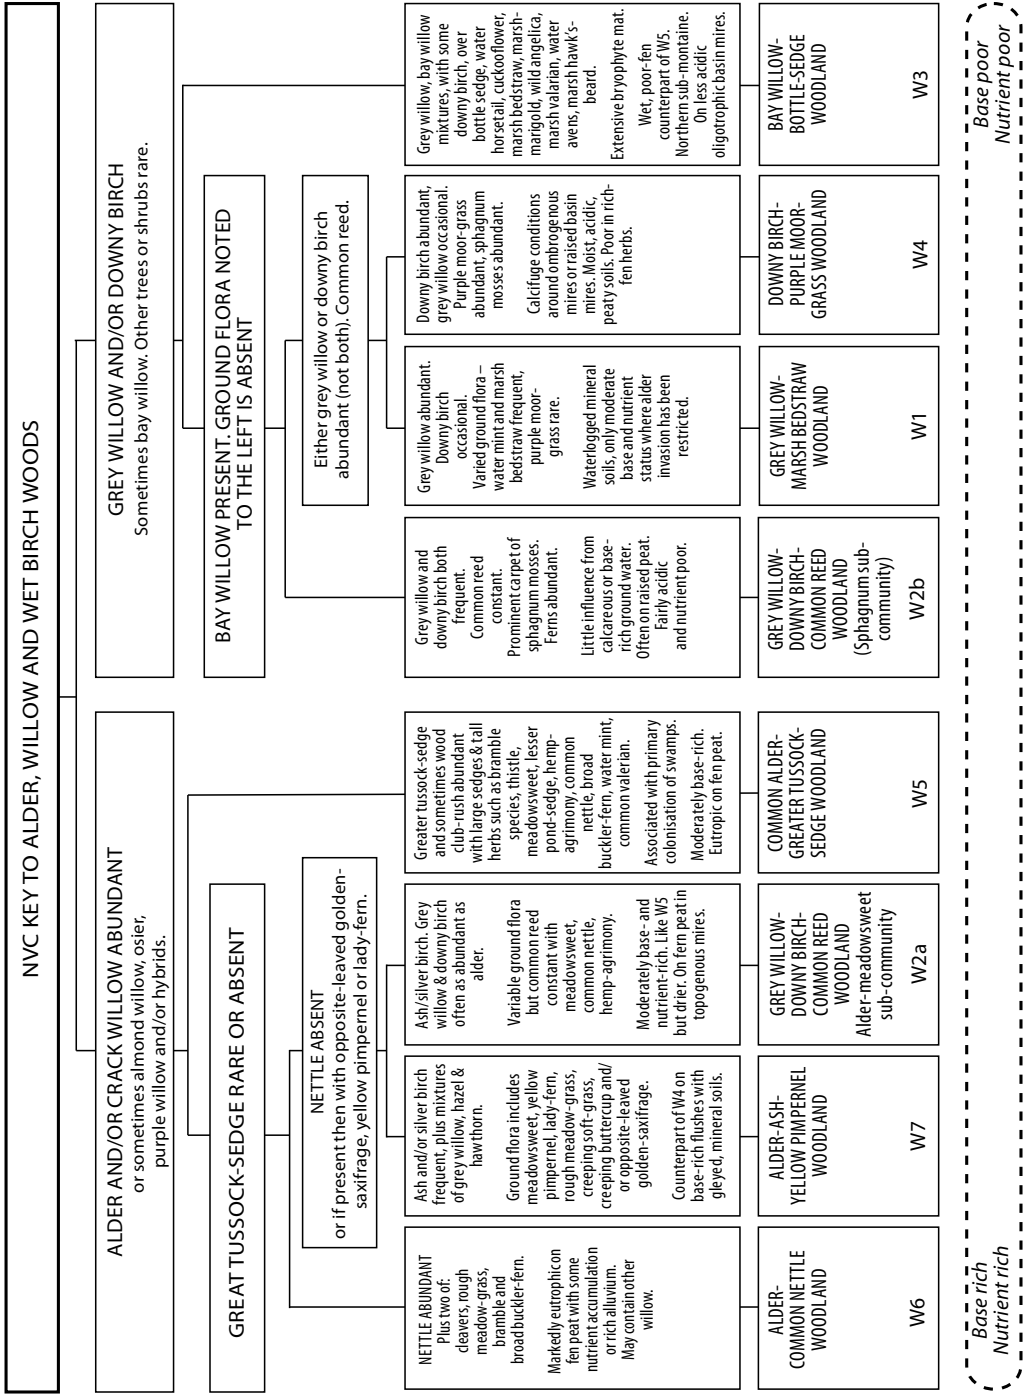 NVC KEY TO ALDER, WILLOW AND WET BIRCH WOODS
ALDER AND/OR CRACK WILLOW ABUNDANT
or sometimes almond willow, osier,
purple willow and/or hybrids.
GREY WILLOW AND/OR DOWNY BIRCH
Sometimes bay willow. Other trees or shrubs rare.
GREAT TUSSOCK-SEDGE RARE OR ABSENT
BAY WILLOW PRESENT. GROUND FLORA NOTED
TO THE LEFT IS ABSENT
NETTLE ABSENT
or if present then with opposite-leaved golden-
saxifrage, yellow pimpernel or lady-fern.
Either grey willow or downy birch
abundant (not both). Common reed.
NETTLE ABUNDANT
Plus two of:
cleavers, rough
meadow-grass,
bramble and
broad buckler-fern.
Markedly eutrophic on
fen peat with some
nutrient accumulation
or rich alluvium.
May contain other
willow.
Ash and/or silver birch
frequent, plus mixtures
of grey willow, hazel &
hawthorn.
Ground flora includes
meadowsweet, yellow
pimpernel, lady-fern,
rough meadow-grass,
creeping soft-grass,
creeping buttercup and/
or opposite-leaved
golden-saxifrage.
Counterpart of W4 on
base-rich flushes with
gleyed, mineral soils.
Ash/silver birch. Grey
willow & downy birch
often as abundant as
alder.
Variable ground flora
but common reed
constant with
meadowsweet,
common nettle,
hemp-agrimony.
Moderately base- and
nutrient-rich. Like W5
but drier. On fern peat in
topogenous mires.
Greater tussock-sedge
and sometimes wood
club-rush abundant
with large sedges & tall
herbs such as bramble
species, thistle,
meadowsweet, lesser
pond-sedge, hemp-
agrimony, common
nettle, broad
buckler-fern, water mint,
common valerian.
Associated with primary
colonisation of swamps.
Moderately base-rich.
Eutropic on fen peat.
Grey willow and
downy birch both
frequent.
Common reed
constant.
Prominent carpet of
sphagnum mosses.
Ferns abundant.
Little influence from
calcareous or base-
rich ground water.
Often on raised peat.
Fairly acidic
and nutrient poor.
Grey willow abundant.
Downy birch
occasional.
Varied ground flora –
water mint and marsh
bedstraw frequent,
purple moor-
grass rare.
Waterlogged mineral
soils, only moderate
base and nutrient
status where alder
invasion has been
restricted.
Downy birch abundant,
grey willow occasional.
Purple moor-grass
abundant, sphagnum
mosses abundant.
Calcifuge conditions
around ombrogenous
mires or raised basin
mires. Moist, acidic,
peaty soils. Poor in rich-
fen herbs.
Grey willow, bay willow
mixtures, with some
downy birch, over
bottle sedge, water
horsetail, cuckooflower,
marsh bedstraw, marsh-
marigold, wild angelica,
marsh valarian, water
avens, marsh hawk's-
beard.
Extensive bryophyte mat.
Wet, poor-fen
counterpart of W5.
Northern sub-montaine.
On less acidic
oligotrophic basin mires.
ALDER-
COMMON NETTLE
WOODLAND
W6
ALDER-ASH-
YELLOW PIMPERNEL
WOODLAND
W7
GREY WILLOW-
DOWNY BIRCH-
COMMON REED
WOODLAND
Alder-meadowsweet
sub-community
W2a
COMMON ALDER-
GREATER TUSSOCK-
SEDGE WOODLAND
W5
GREY WILLOW-
DOWNY BIRCH-
COMMON REED
WOODLAND
(Sphagnum sub-
community)
W2b
GREY WILLOW-
MARSH BEDSTRAW
WOODLAND
W1
DOWNY BIRCH-
PURPLE MOOR-
GRASS WOODLAND
W4
BAY WILLOW-
BOTTLE-SEDGE
WOODLAND
W3
Base rich
Nutrient rich
Base poor
Nutrient poor